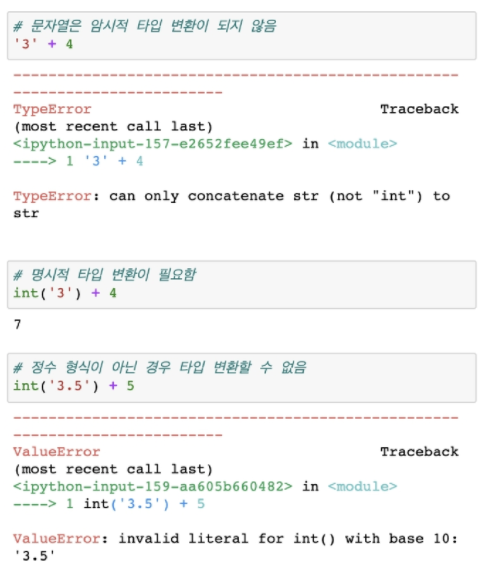 # 문자열은 암시적 타입 변환이 되지 않음
'3' + 4
---------------------------------------------------
------------------------
TypeError                                 Traceback
(most recent call last)
<ipython-input-157-e2652fee49ef> in <module>
----> 1 '3' + 4

TypeError: can only concatenate str (not "int") to
str

# 명시적 타입 변환이 필요함
int('3') + 4
7
# 정수 형식이 아닌 경우 타입 변환할 수 없음
int('3.5') + 5
---------------------------------------------------
------------------------
ValueError                                Traceback
(most recent call last)
<ipython-input-159-aa605b660482> in <module>
----> 1 int('3.5') + 5

ValueError: invalid literal for int() with base 10:
'3.5'